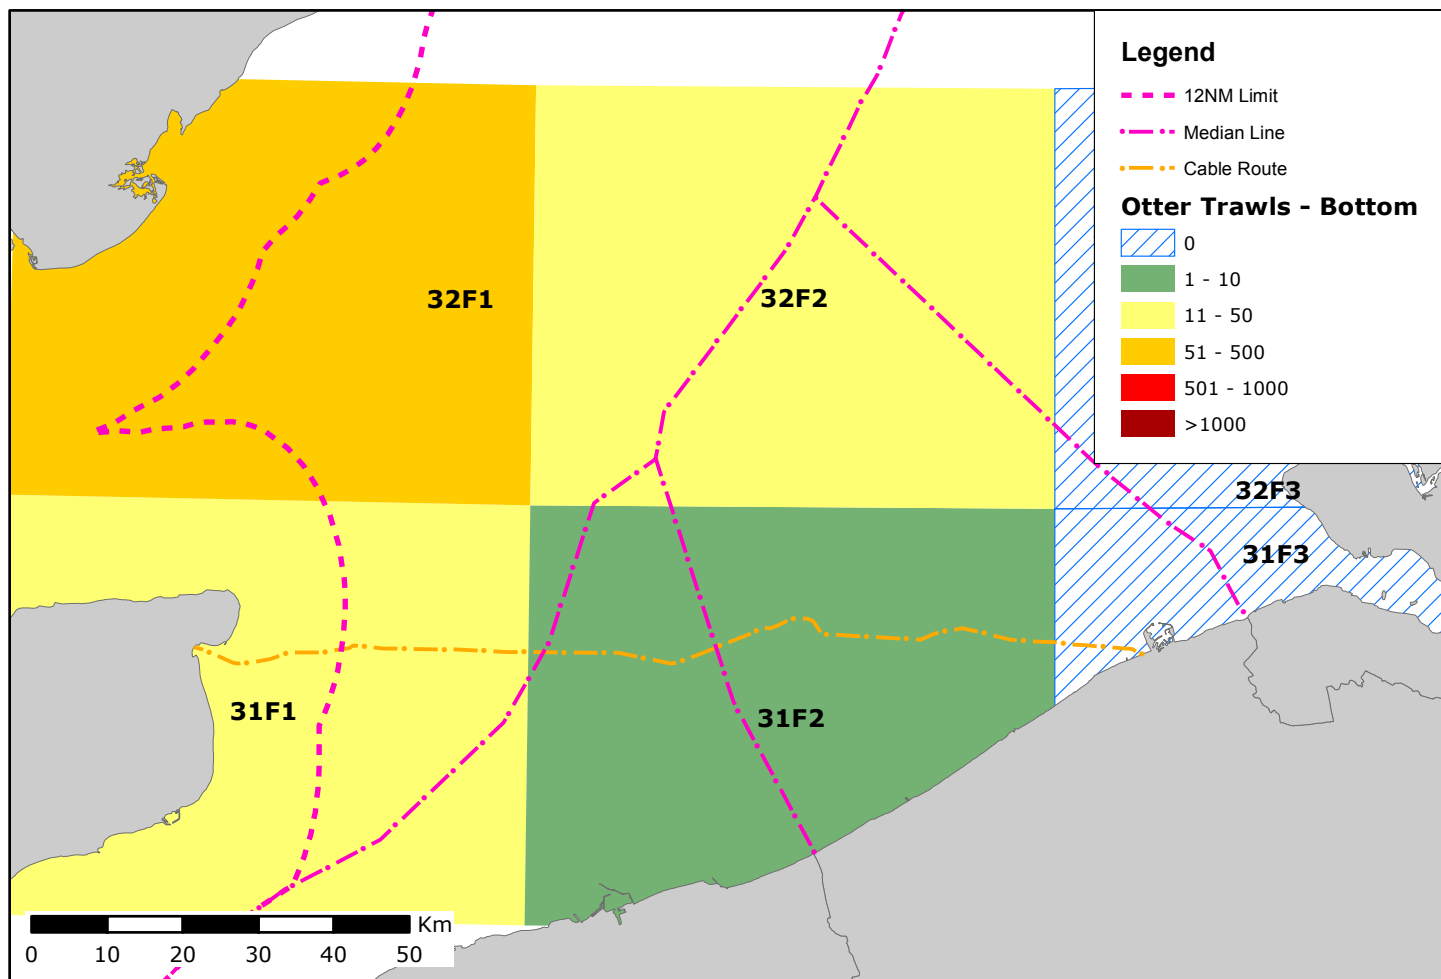 Legend
12NM Limit
Median Line
Cable Route
Otter Trawls - Bottom
0
1 - 10
11 - 50
51 - 500
501 - 1000
>1000
32F1
32F2
32F3
31F3
31F1
31F2
Km
0 10 20 30 40 50